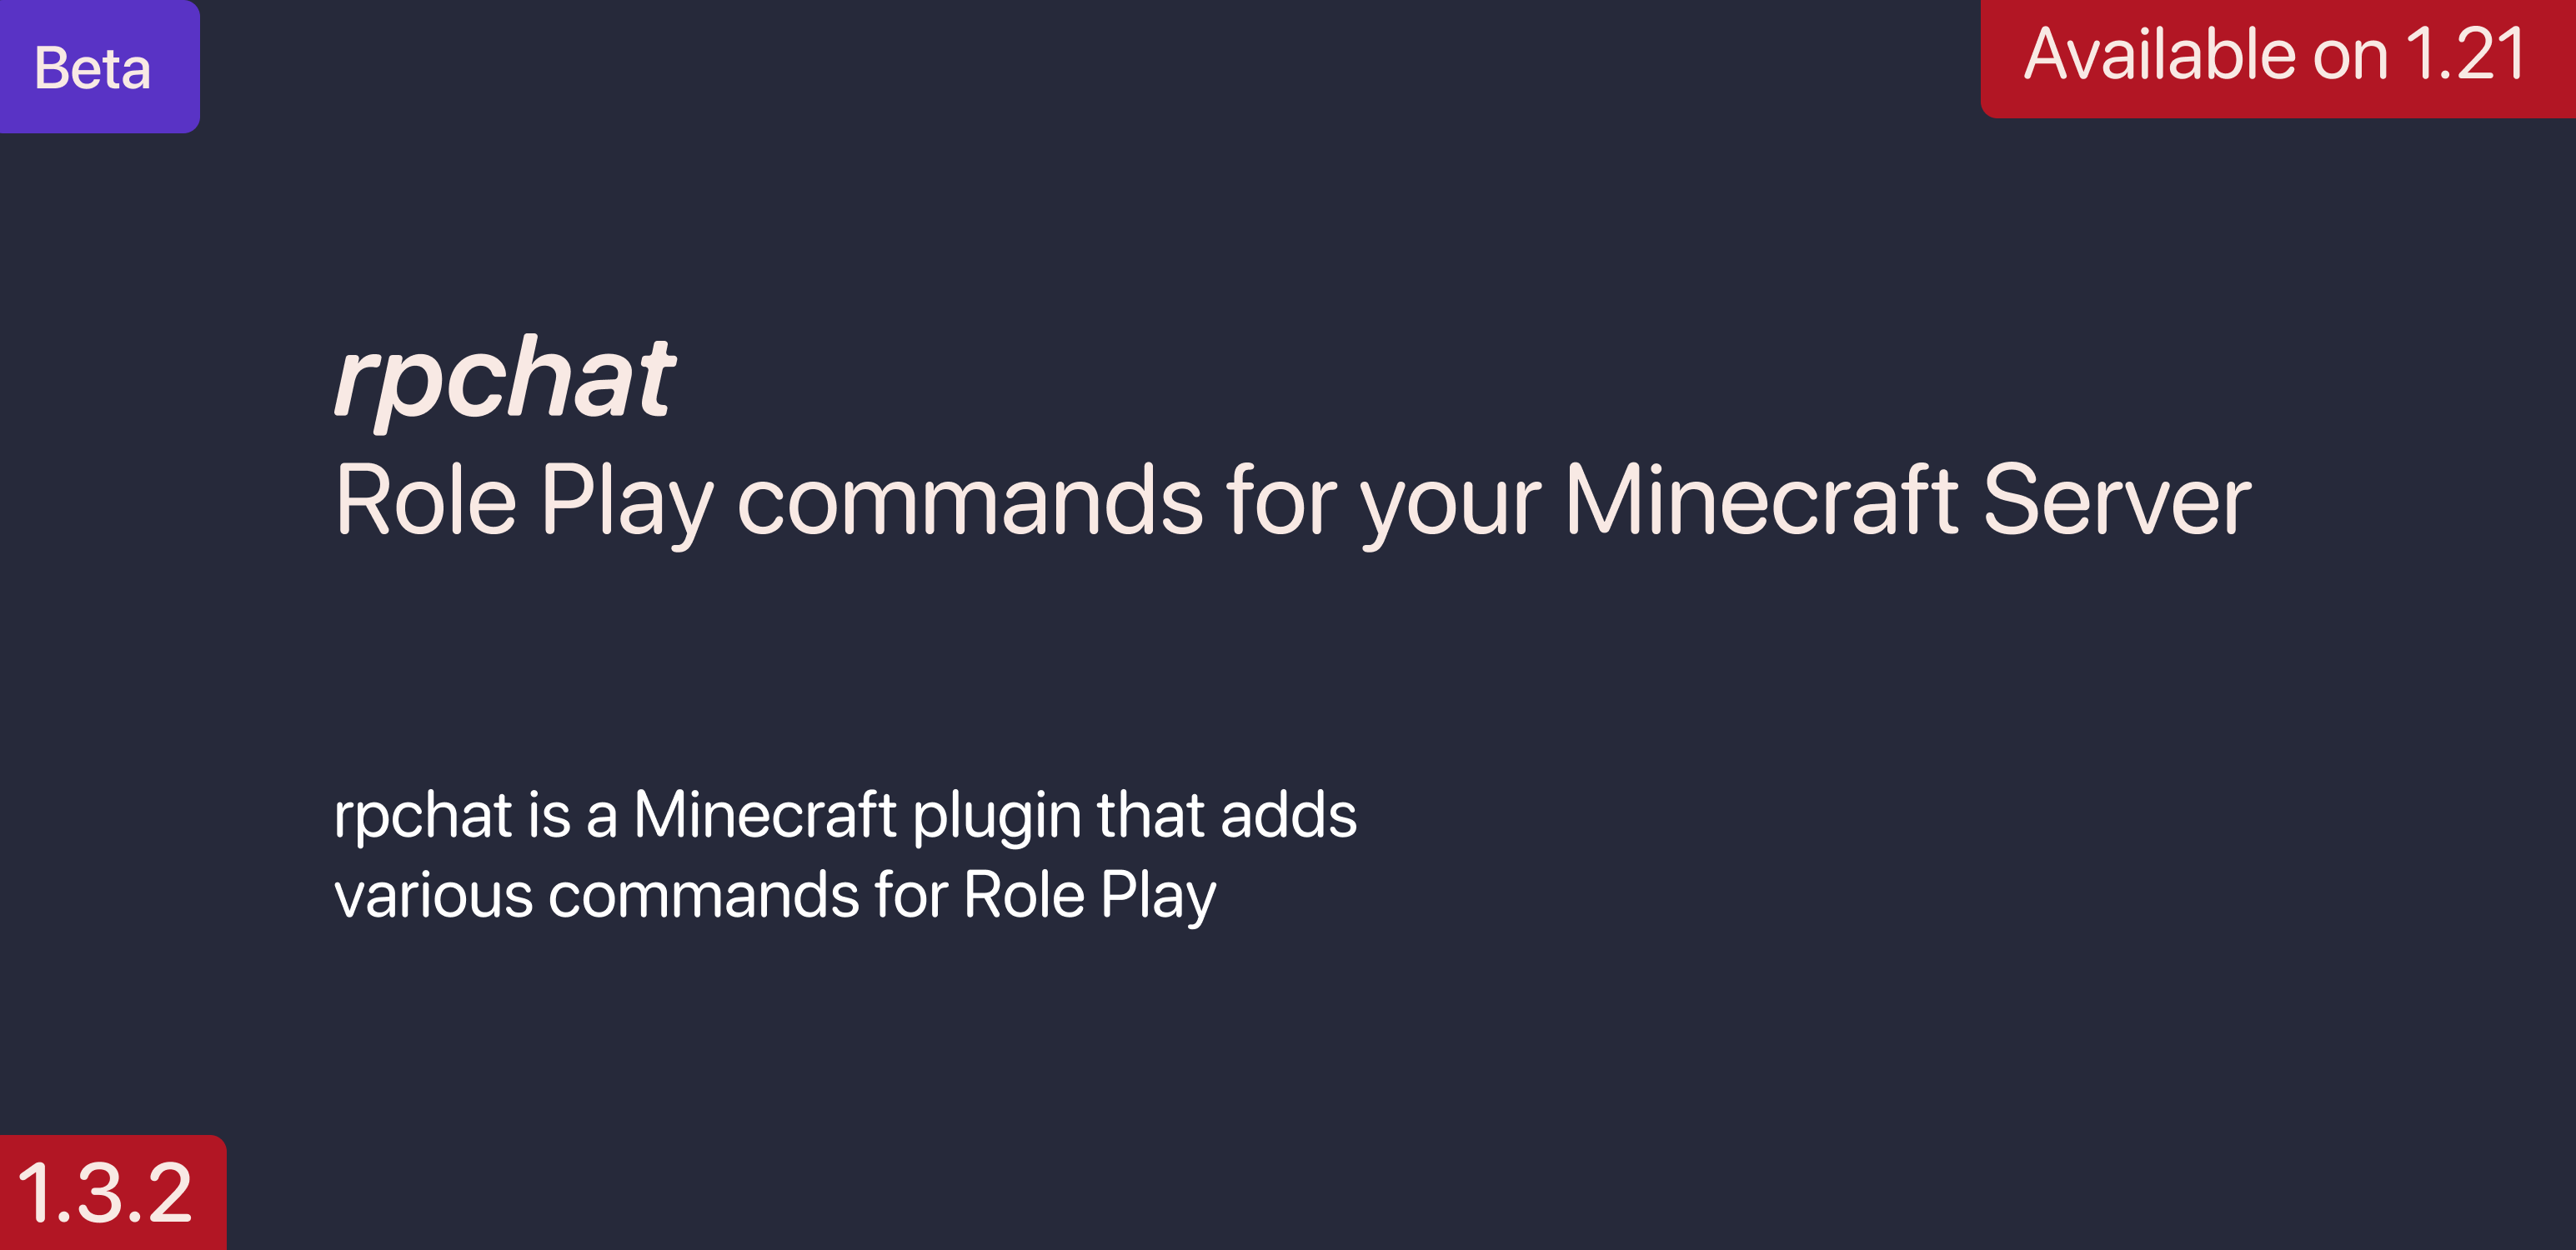 Beta
Available on 1.21
rpchat
Role Play commands for your Minecraft Server
rpchat is a Minecraft plugin that adds
various commands for Role Play
1.3.2